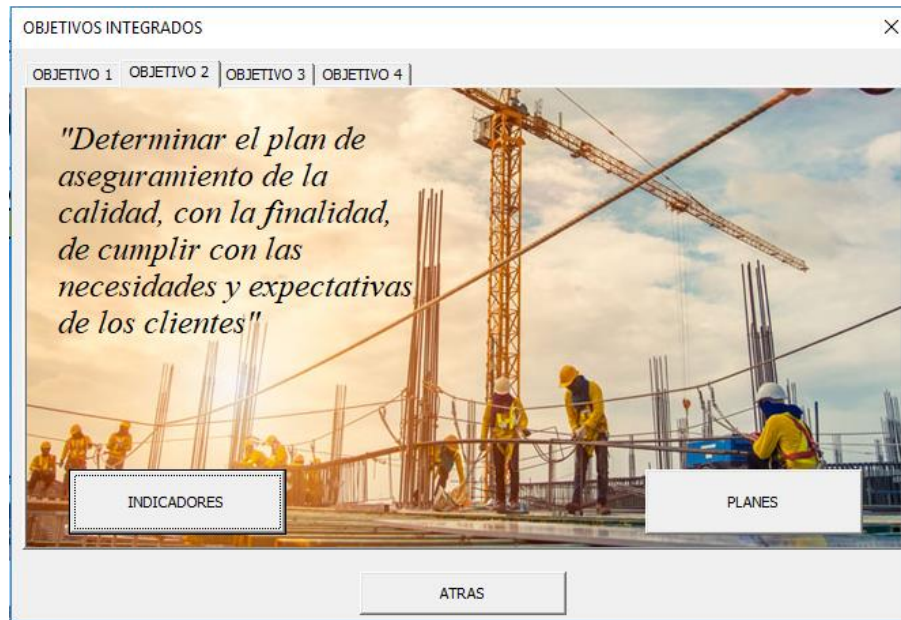 OBJETIVOS INTEGRADOS
OBJETIVO 1 OBJETIVO 2 OBJETIVO 3 OBJETIVO 4
"Determinar el plan de
aseguramiento de la
calidad, con la finalidad,
de cumplir con las
necesidades y expectativas
de los clientes"
INDICADORES PLANES
ATRAS